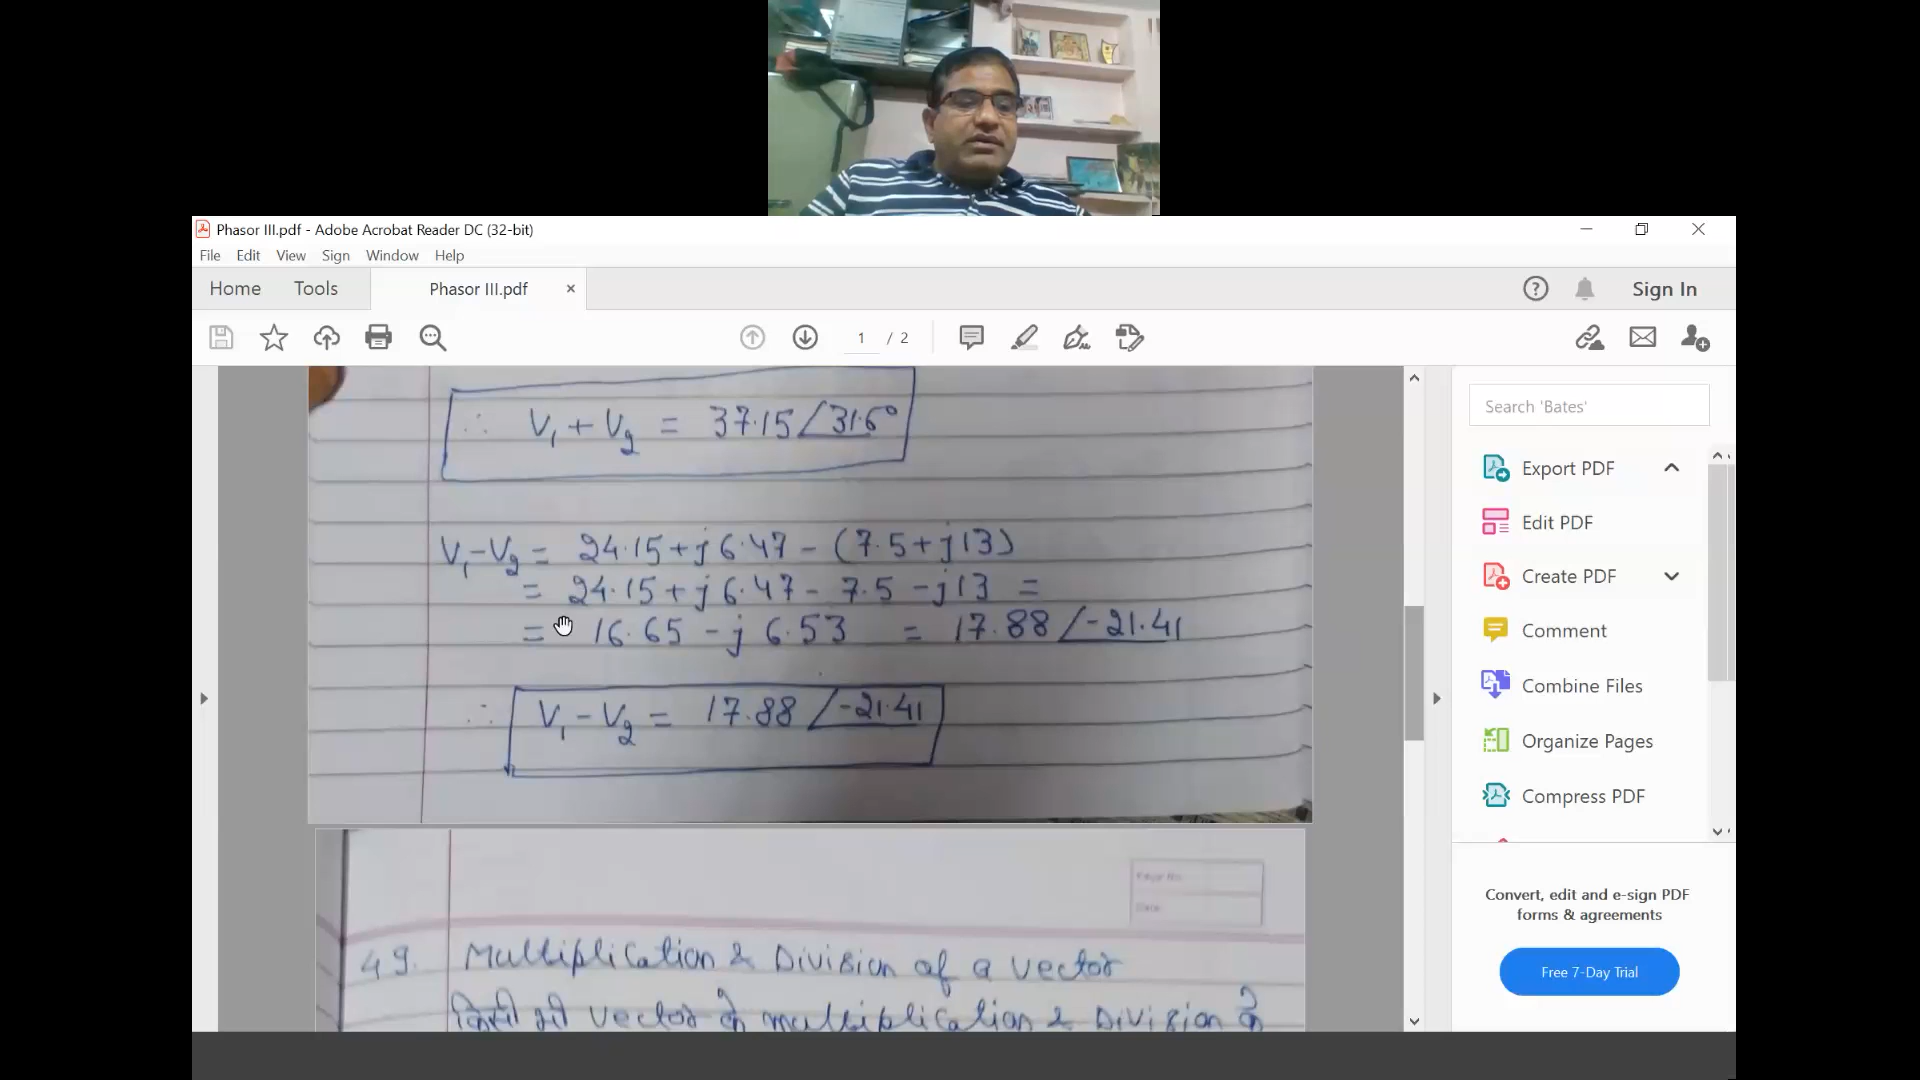 Phasor III.pdf - Adobe Acrobat Reader DC (32-bit)
File Edit View Sign Window Help
Home Tools Phasor III.pdf × Sign In
1 / 2
∴ V₁ + V₂ = 37.15∠31.6°
V₁ - V₂ = 24.15 + j 6.47 - (7.5 + j13)
= 24.15 + j 6.47 - 7.5 - j13 =
= 16.65 - j 6.53 = 17.88 ∠-21.41
∴ V₁ - V₂ = 17.88 ∠-21.41
Page No.
Date
49. Multiplication & Division of a vector
किसी भी vector के multiplication & Division के
Search 'Bates'
Export PDF
Edit PDF
Create PDF
Comment
Combine Files
Organize Pages
Compress PDF
Convert, edit and e-sign PDF
forms & agreements
Free 7-Day Trial